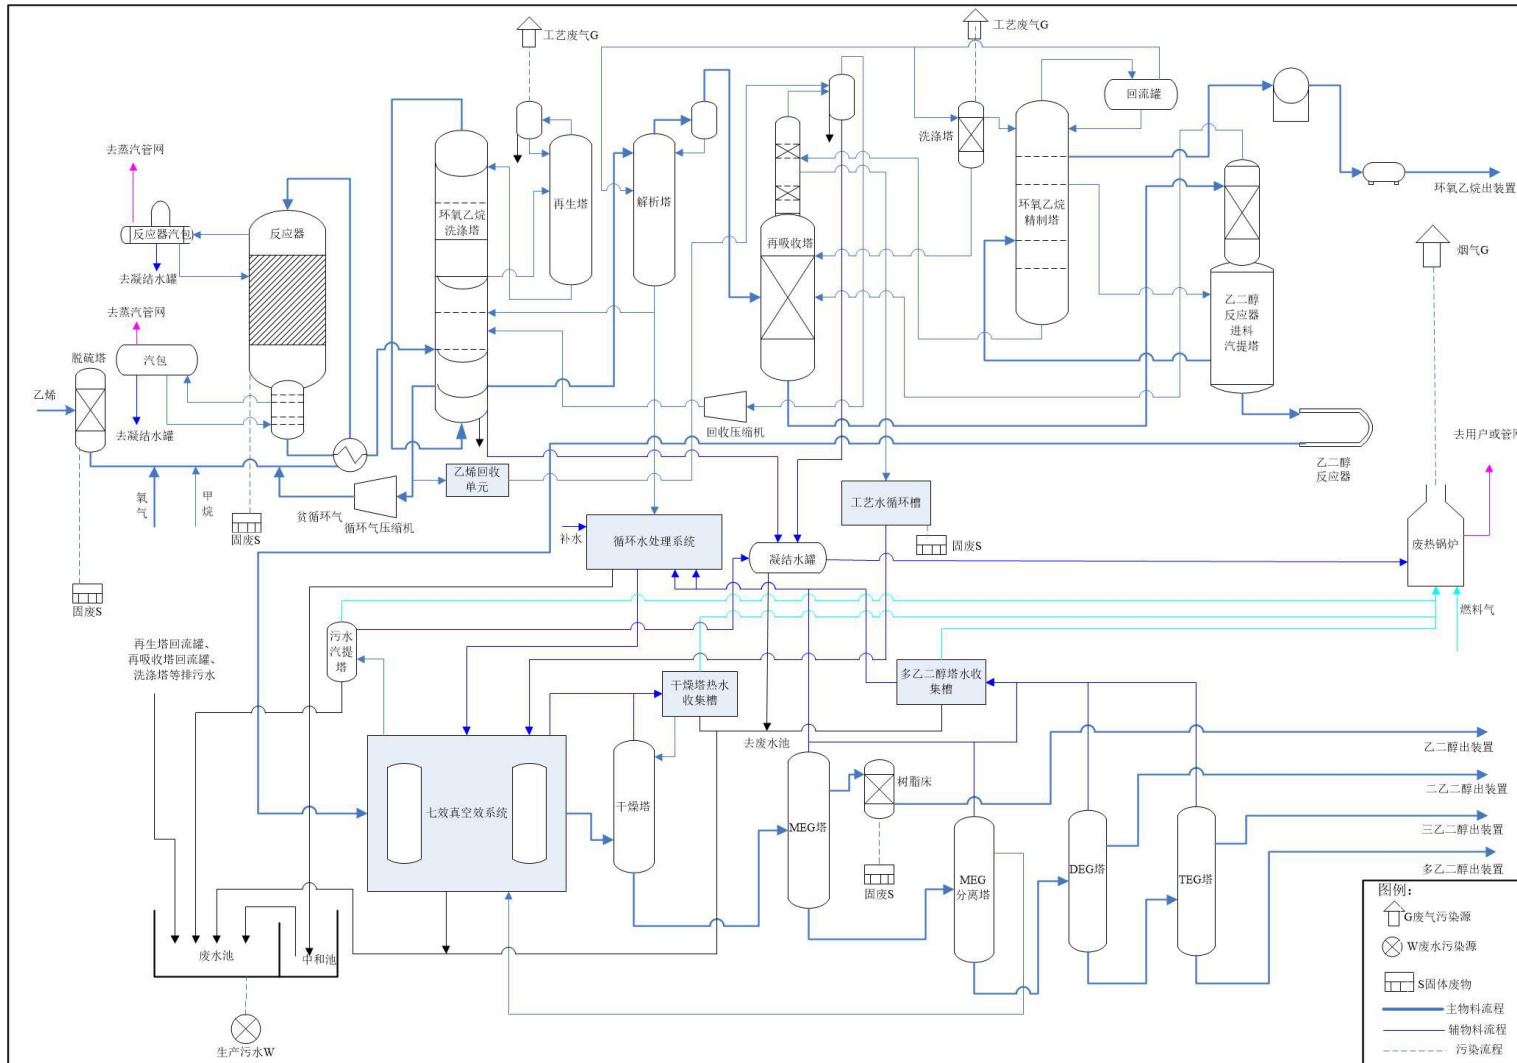 工艺废气G
工艺废气G
回流罐
洗涤塔
去蒸汽管网
环氧乙烷出装置
反应器汽包
反应器
环氧乙烷
洗涤塔
再生塔
解析塔
再吸收塔
环氧乙烷
精制塔
烟气G
去凝结水罐
去蒸汽管网
乙二醇
反应器
进料
汽提塔
脱硫塔
汽包
乙烯
去凝结水罐
回收压缩机
去用户或管网
乙烯回收
单元
乙二醇
反应器
氧
气
甲
烷
贫循环气
循环气压缩机
工艺水循环槽
固废S
补水
循环水处理系统
凝结水罐
固废S
废热锅炉
固废S
燃料气
再生塔回流罐、
再吸收塔回流罐、
洗涤塔等排污水
污水
汽提
塔
干燥塔热水
收集槽
多乙二醇塔水收
集槽
去废水池
乙二醇出装置
树脂床
二乙二醇出装置
七效真空效系统
干燥塔
MEG塔
三乙二醇出装置
MEG
分离塔
DEG塔
TEG塔
多乙二醇出装置
固废S
图例：
G废气污染源
W废水污染源
S固体废物
主物料流程
辅物料流程
污染流程
废水池
中和池
生产污水W